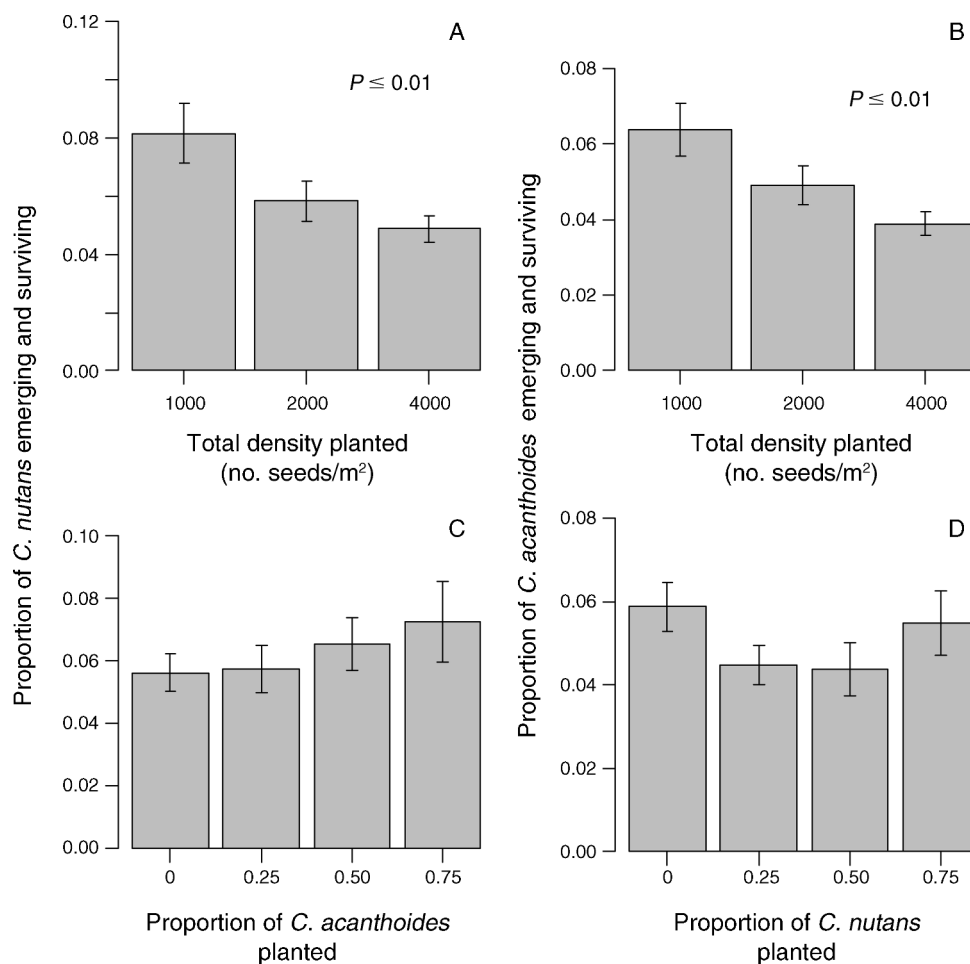 A
P ≤ 0.01
0.12
0.08
0.04
0.00
1000 2000 4000
Total density planted
(no. seeds/m²)
Proportion of C. nutans emerging and surviving
B
P ≤ 0.01
0.08
0.06
0.04
0.02
0.00
1000 2000 4000
Total density planted
(no. seeds/m²)
Proportion of C. acanthoides emerging and surviving
C
0.10
0.08
0.06
0.04
0.02
0.00
0 0.25 0.50 0.75
Proportion of C. acanthoides
planted
D
0.08
0.06
0.04
0.02
0.00
0 0.25 0.50 0.75
Proportion of C. nutans
planted